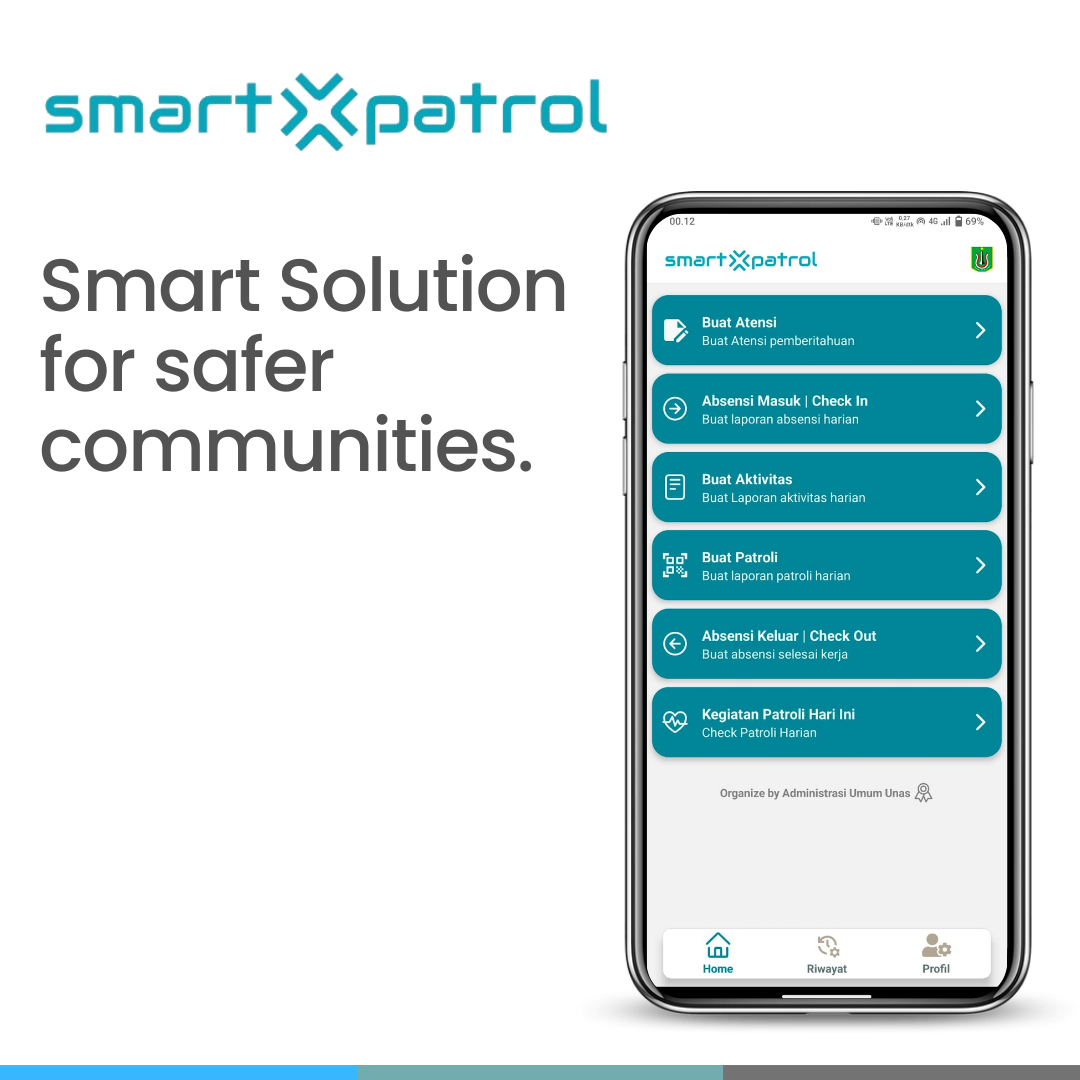 smart patrol
Smart Solution
for safer
communities.
00.12
4G 69%
smart patrol
Buat Atensi
Buat Atensi pemberitahuan
Absensi Masuk | Check In
Buat laporan absensi harian
Buat Aktivitas
Buat Laporan aktivitas harian
Buat Patroli
Buat laporan patroli harian
Absensi Keluar | Check Out
Buat absensi selesai kerja
Kegiatan Patroli Hari Ini
Check Patroli Harian
Organize by Administrasi Umum Unas
Home
Riwayat
Profil